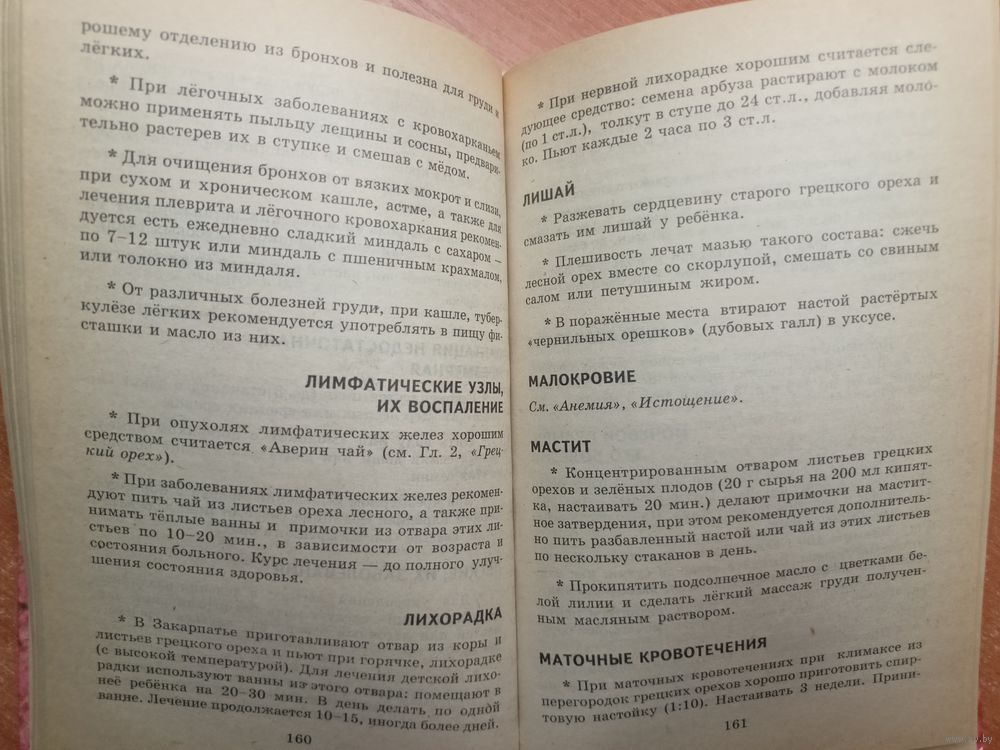 рошему отделению из бронхов и полезна для груди и
лёгких.
* При лёгочных заболеваниях с кровохарканьем
можно применять пыльцу лещины и сосны, предвари-
тельно растерев их в ступке и смешав с мёдом.
* Для очищения бронхов от вязких мокрот и слизи,
при сухом и хроническом кашле, астме, а также для
лечения плеврита и лёгочного кровохаркания рекомен-
дуется есть ежедневно сладкий миндаль с сахаром –
по 7–12 штук или миндаль с пшеничным крахмалом,
или толокно из миндаля.
* От различных болезней груди, при кашле, тубер-
кулёзе лёгких рекомендуется употреблять в пищу фи-
сташки и масло из них.
ЛИМФАТИЧЕСКИЕ УЗЛЫ,
ИХ ВОСПАЛЕНИЕ
* При опухолях лимфатических желез хорошим
средством считается «Аверин чай» (см. Гл. 2, «Грец-
кий орех»).
* При заболеваниях лимфатических желез рекомен-
дуют пить чай из листьев ореха лесного, а также при-
нимать тёплые ванны и примочки из отвара этих ли-
стьев по 10–20 мин., в зависимости от возраста и
состояния больного. Курс лечения — до полного улуч-
шения состояния здоровья.
ЛИХОРАДКА
* В Закарпатье приготавливают отвар из коры и
листьев грецкого ореха и пьют при горячке, лихорадке
(с высокой температурой). Для лечения детской лихо-
радки используют ванны из этого отвара: помещают в
неё ребёнка на 20–30 мин. В день делать по одной
ванне. Лечение продолжается 10–15, иногда более дней.
160
* При нервной лихорадке хорошим считается сле-
дующее средство: семена арбуза растирают с молоком
(по 1 ст.л.), толкут в ступе до 24 ст.л., добавляя моло-
ко. Пьют каждые 2 часа по 3 ст.л.
ЛИШАЙ
* Разжевать сердцевину старого грецкого ореха и
смазать им лишай у ребёнка.
* Плешивость лечат мазью такого состава: сжечь
лесной орех вместе со скорлупой, смешать со свиным
салом или петушиным жиром.
* В поражённые места втирают настой растёртых
«чернильных орешков» (дубовых галл) в уксусе.
МАЛОКРОВИЕ
См. «Анемия», «Истощение».
МАСТИТ
* Концентрированным отваром листьев грецких
орехов и зелёных плодов (20 г сырья на 200 мл кипят-
ка, настаивать 20 мин.) делают примочки на мастит-
ное затвердения, при этом рекомендуется дополнитель-
но пить разбавленный настой или чай из этих листьев
по нескольку стаканов в день.
* Прокипятить подсолнечное масло с цветками бе-
лой лилии и сделать лёгкий массаж груди получен-
ным масляным раствором.
МАТОЧНЫЕ КРОВОТЕЧЕНИЯ
* При маточных кровотечениях при климаксе из
перегородок грецких орехов хорошо приготовить спир-
товую настойку (1:10). Настаивать 3 недели. Прини-
161